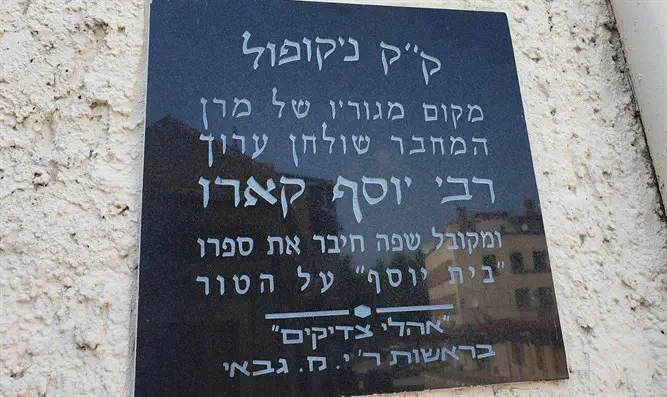 ק״ק ניקופול
מקום מגוריו של מרן
המחבר שולחן ערוך
רבי יוסף קארו
ומקובל שפה חיבר את ספרו
"בית יוסף" על הטור
"אהלי צדיקים"
בראשות ר' י. מ. גבאי